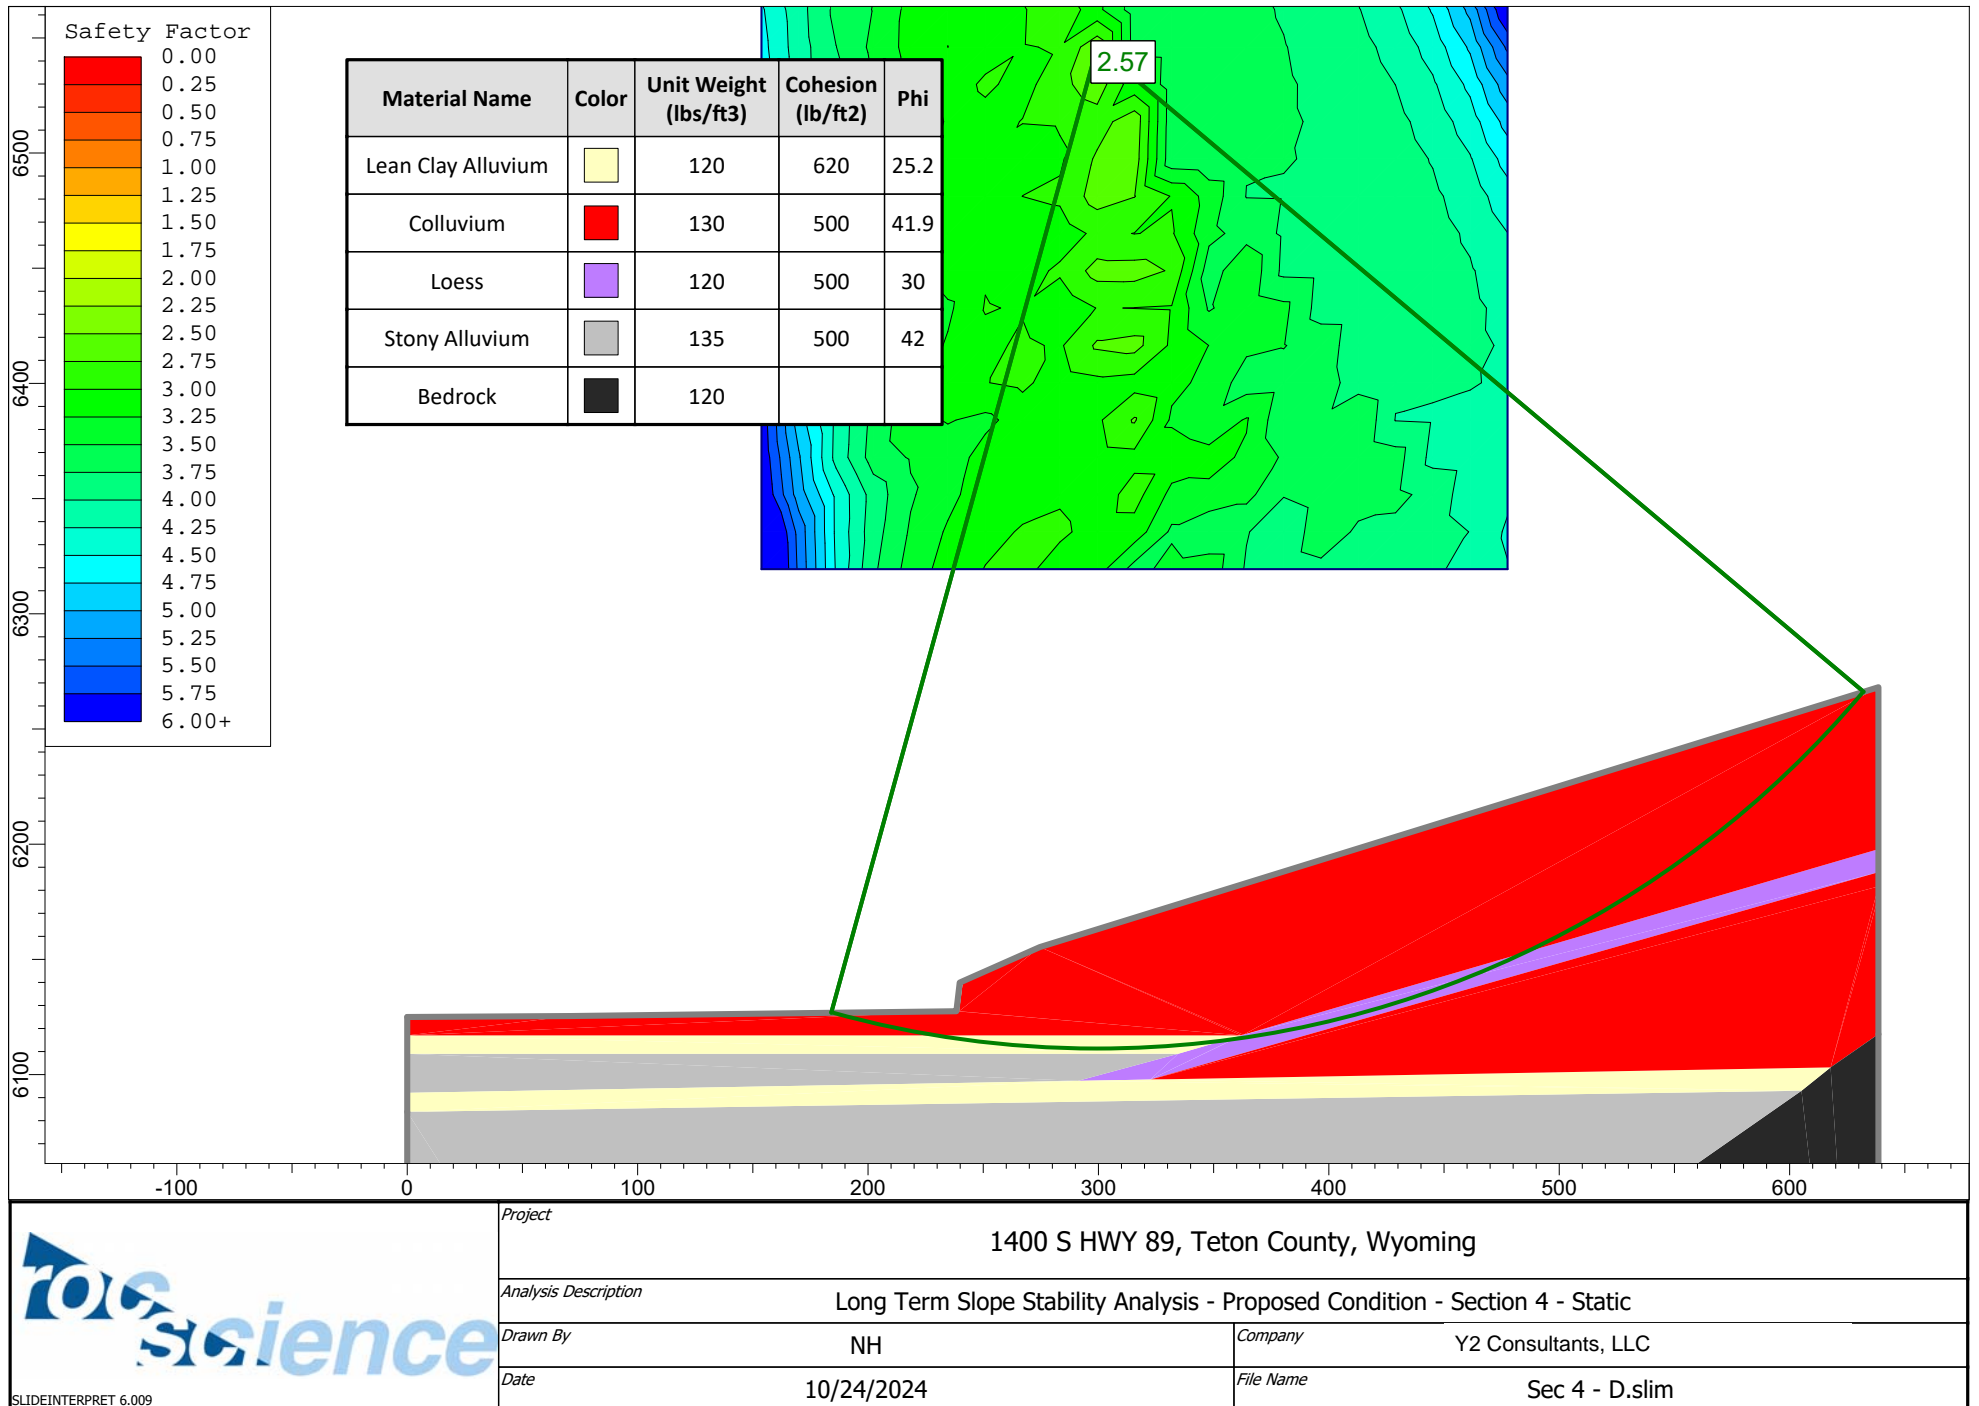 Safety Factor
0.00
0.25
0.50
0.75
1.00
1.25
1.50
1.75
2.00
2.25
2.50
2.75
3.00
3.25
3.50
3.75
4.00
4.25
4.50
4.75
5.00
5.25
5.50
5.75
6.00+
Material Name Color Unit Weight (lbs/ft3) Cohesion (lb/ft2) Phi
Lean Clay Alluvium 120 620 25.2
Colluvium 130 500 41.9
Loess 120 500 30
Stony Alluvium 135 500 42
Bedrock 120
2.57
6500
6400
6300
6200
6100
-100 0 100 200 300 400 500 600
rocscience
SLIDEINTERPRET 6.009
Project
1400 S HWY 89, Teton County, Wyoming
Analysis Description
Long Term Slope Stability Analysis - Proposed Condition - Section 4 - Static
Drawn By NH
Company Y2 Consultants, LLC
Date 10/24/2024
File Name Sec 4 - D.slim